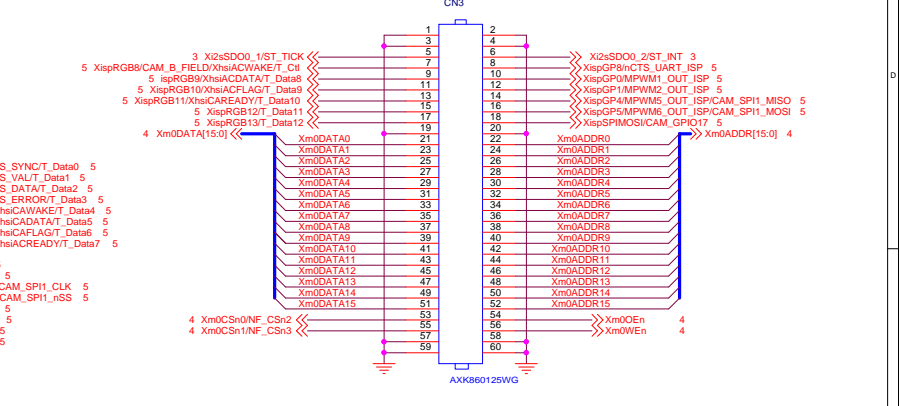 CN3
1 2
3 4
3 Xi2sSDO0_1/ST_TICK 5 6 Xi2sSDO0_2/ST_INT 3
5 XispRGB8/CAM_B_FIELD/XhsiACWAKE/T_Ctl 7 8 XispGP8/nCTS_UART_ISP 5
5 ispRGB9/XhsiACDATA/T_Data8 9 10 XispGP0/MPWM1_OUT_ISP 5
5 XispRGB10/XhsiACFLAG/T_Data9 11 12 XispGP1/MPWM2_OUT_ISP 5
5 XispRGB11/XhsiCAREADY/T_Data10 13 14 XispGP4/MPWM5_OUT_ISP/CAM_SPI1_MISO 5
5 XispRGB12/T_Data11 15 16 XispGP5/MPWM6_OUT_ISP/CAM_SPI1_MOSI 5
5 XispRGB13/T_Data12 17 18 XispSPIMOSI/CAM_GPIO17 5
4 Xm0DATA[15:0] 19 20 Xm0ADDR[15:0] 4
Xm0DATA0 21 22 Xm0ADDR0
Xm0DATA1 23 24 Xm0ADDR1
Xm0DATA2 25 26 Xm0ADDR2
Xm0DATA3 27 28 Xm0ADDR3
Xm0DATA4 29 30 Xm0ADDR4
Xm0DATA5 31 32 Xm0ADDR5
Xm0DATA6 33 34 Xm0ADDR6
Xm0DATA7 35 36 Xm0ADDR7
Xm0DATA8 37 38 Xm0ADDR8
Xm0DATA9 39 40 Xm0ADDR9
Xm0DATA10 41 42 Xm0ADDR10
Xm0DATA11 43 44 Xm0ADDR11
Xm0DATA12 45 46 Xm0ADDR12
Xm0DATA13 47 48 Xm0ADDR13
Xm0DATA14 49 50 Xm0ADDR14
Xm0DATA15 51 52 Xm0ADDR15
4 Xm0CSn0/NF_CSn2 53 54 Xm0OEn 4
4 Xm0CSn1/NF_CSn3 55 56 Xm0WEn 4
57 58
59 60
AXK860125WG
S_SYNC/T_Data0 5
S_VAL/T_Data1 5
S_DATA/T_Data2 5
S_ERROR/T_Data3 5
hsiCAWAKE/T_Data4 5
hsiCADATA/T_Data5 5
hsiCAFLAG/T_Data6 5
hsiACREADY/T_Data7 5
5
5
CAM_SPI1_CLK 5
CAM_SPI1_nSS 5
5
5
5
5
D